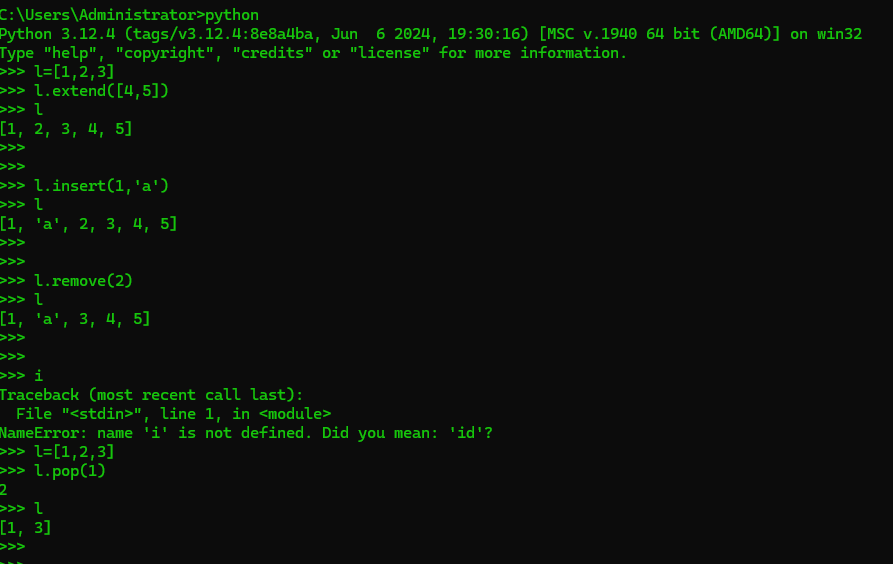 C:\Users\Administrator>python
Python 3.12.4 (tags/v3.12.4:8e8a4ba, Jun  6 2024, 19:30:16) [MSC v.1940 64 bit (AMD64)] on win32
Type "help", "copyright", "credits" or "license" for more information.
>>> l=[1,2,3]
>>> l.extend([4,5])
>>> l
[1, 2, 3, 4, 5]
>>>
>>>
>>> l.insert(1,'a')
>>> l
[1, 'a', 2, 3, 4, 5]
>>>
>>>
>>> l.remove(2)
>>> l
[1, 'a', 3, 4, 5]
>>>
>>>
>>> i
Traceback (most recent call last):
  File "<stdin>", line 1, in <module>
NameError: name 'i' is not defined. Did you mean: 'id'?
>>> l=[1,2,3]
>>> l.pop(1)
2
>>> l
[1, 3]
>>>
>>>